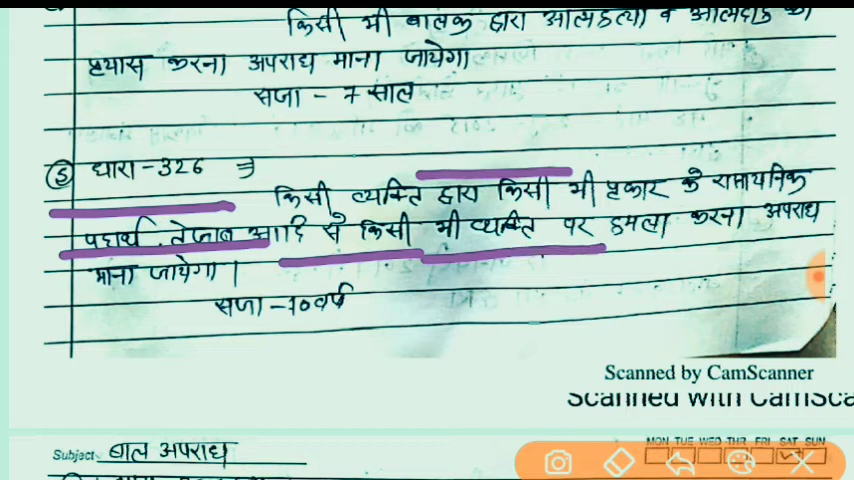 किसी भी बालक द्वारा आत्महत्या व आत्मदाह का
प्रयास करना अपराध माना जायेगा
सजा - 7 साल
(ई) धारा - 326 ⇒
किसी व्यक्ति द्वारा किसी भी प्रकार के रासायनिक
पदार्थ, तेजाब आदि से किसी भी व्यक्ति पर हमला करना अपराध
माना जायेगा।
सजा - 10 वर्ष
Scanned by CamScanner
Scanned with CamSca
Subject बाल अपराध
MON TUE WED THR FRI SAT SUN